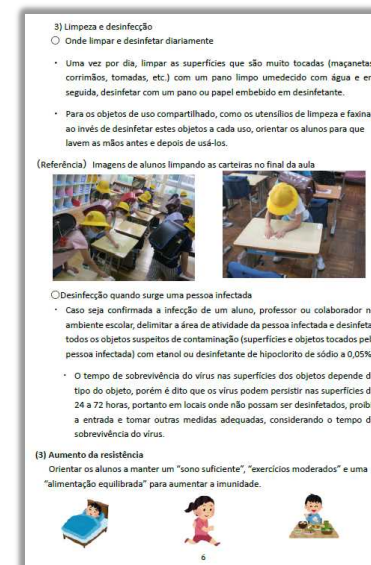 3) Limpeza e desinfecção
○ Onde limpar e desinfetar diariamente
・ Uma vez por dia, limpar as superfícies que são muito tocadas (maçanetas
corrimãos, tomadas, etc.) com um pano limpo umedecido com água e e
seguida, desinfetar com um pano ou papel embebido em desinfetante.
・ Para os objetos de uso compartilhado, como os utensílios de limpeza e faxina
ao invés de desinfetar estes objetos a cada uso, orientar os alunos para que
lavem as mãos antes e depois de usá-los.
(Referência) Imagens de alunos limpando as carteiras no final da aula
○Desinfecção quando surge uma pessoa infectada
・ Caso seja confirmada a infecção de um aluno, professor ou colaborador n
ambiente escolar, delimitar a área de atividade da pessoa infectada e desinfeta
todos os objetos suspeitos de contaminação (superfícies e objetos tocados pel
pessoa infectada) com etanol ou desinfetante de hipoclorito de sódio a 0,05%
・ O tempo de sobrevivência do vírus nas superfícies dos objetos depende d
tipo do objeto, porém é dito que os vírus podem persistir nas superfícies d
24 a 72 horas, portanto em locais onde não possam ser desinfetados, proib
a entrada e tomar outras medidas adequadas, considerando o tempo d
sobrevivência do vírus.
(3) Aumento da resistência
Orientar os alunos a manter um "sono suficiente", "exercícios moderados" e uma
"alimentação equilibrada" para aumentar a imunidade.
6